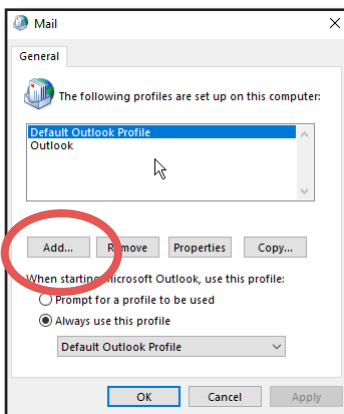 Mail
General
The following profiles are set up on this computer:
Default Outlook Profile
Outlook
Add... Remove Properties Copy...
When starting Microsoft Outlook, use this profile:
Prompt for a profile to be used
Always use this profile
Default Outlook Profile
OK Cancel Apply